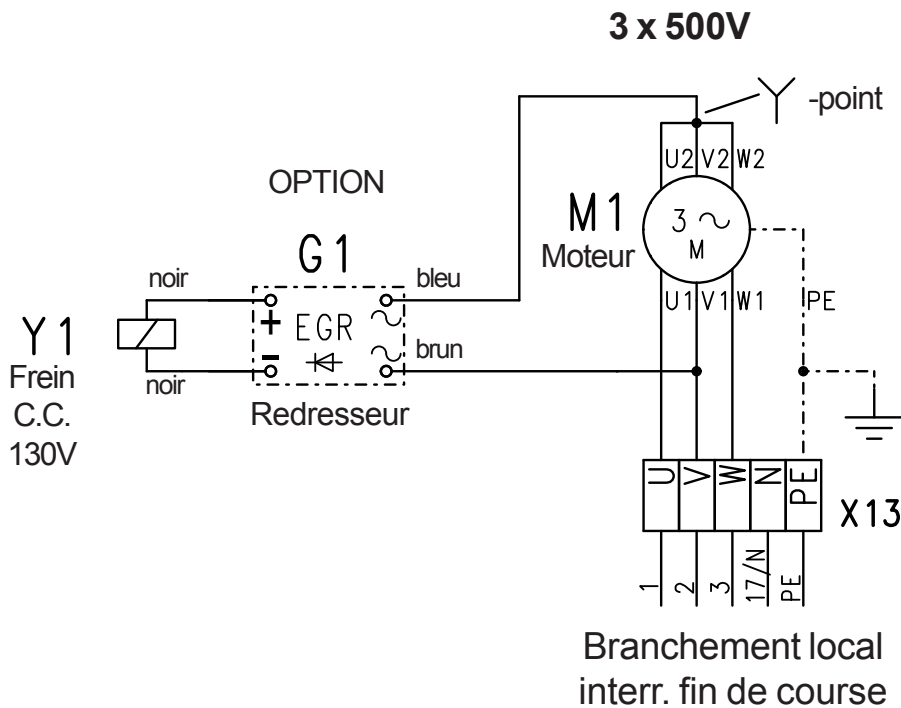 3 x 500V
-point
U2 V2 W2
OPTION
M1
3 ~
M
Moteur
G1
noir
bleu
U1 V1 W1
PE
Y1
+ EGR ~
- ~
brun
Frein
C.C.
130V
noir
Redresseur
U V W N PE
X13
1 2 3 17/N PE
Branchement local
interr. fin de course